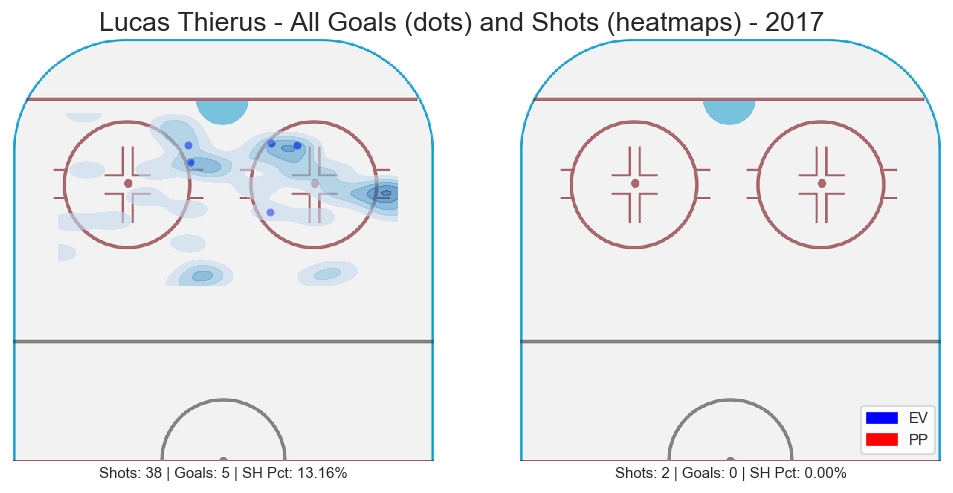 Lucas Thierus - All Goals (dots) and Shots (heatmaps) - 2017
EV
PP
Shots: 38 | Goals: 5 | SH Pct: 13.16%
Shots: 2 | Goals: 0 | SH Pct: 0.00%